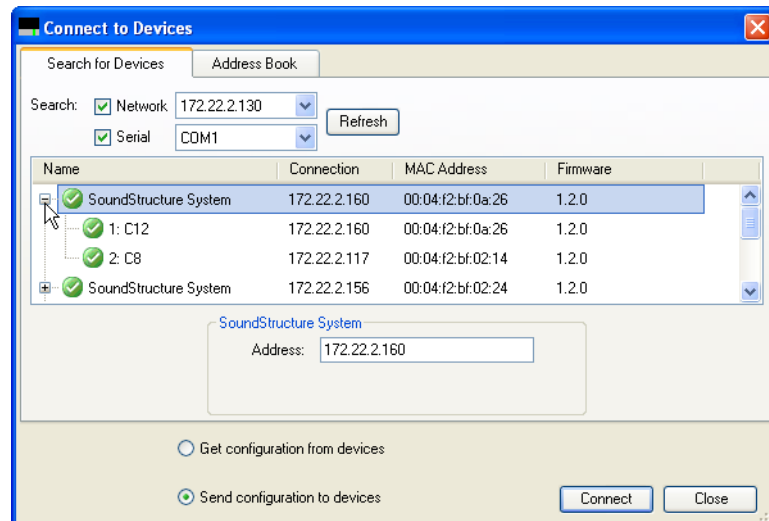 Connect to Devices
Search for Devices Address Book
Search: Network 172.22.2.130 Refresh
Serial COM1
Name Connection MAC Address Firmware
SoundStructure System 172.22.2.160 00:04:f2:bf:0a:26 1.2.0
1: C12 172.22.2.160 00:04:f2:bf:0a:26 1.2.0
2: C8 172.22.2.117 00:04:f2:bf:02:14 1.2.0
SoundStructure System 172.22.2.156 00:04:f2:bf:02:24 1.2.0
SoundStructure System
Address: 172.22.2.160
Get configuration from devices
Send configuration to devices Connect Close